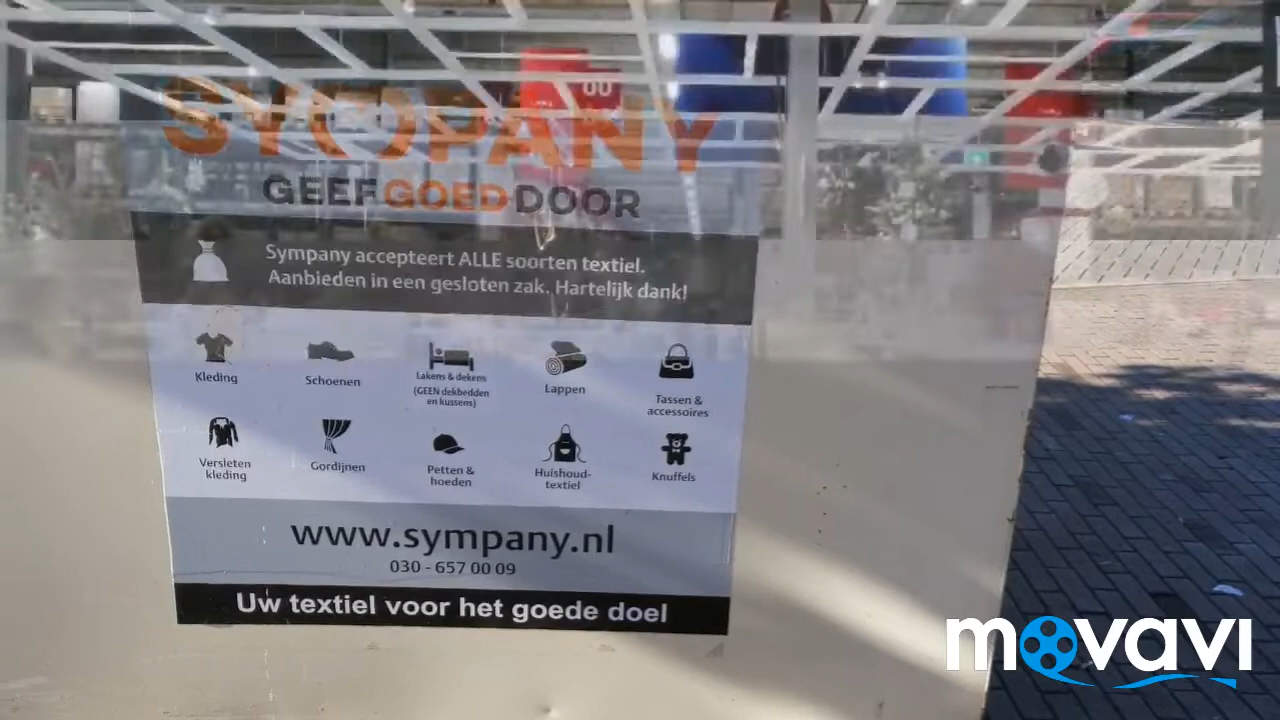 SYMPANY
GEEF GOED DOOR
Sympany accepteert ALLE soorten textiel.
Aanbieden in een gesloten zak. Hartelijk dank!
Kleding
Schoenen
Lakens & dekens
(GEEN dekbedden
en kussens)
Lappen
Tassen &
accessoires
Versleten
kleding
Gordijnen
Petten &
hoeden
Huishoud-
textiel
Knuffels
www.sympany.nl
030 - 657 00 09
Uw textiel voor het goede doel
movavi